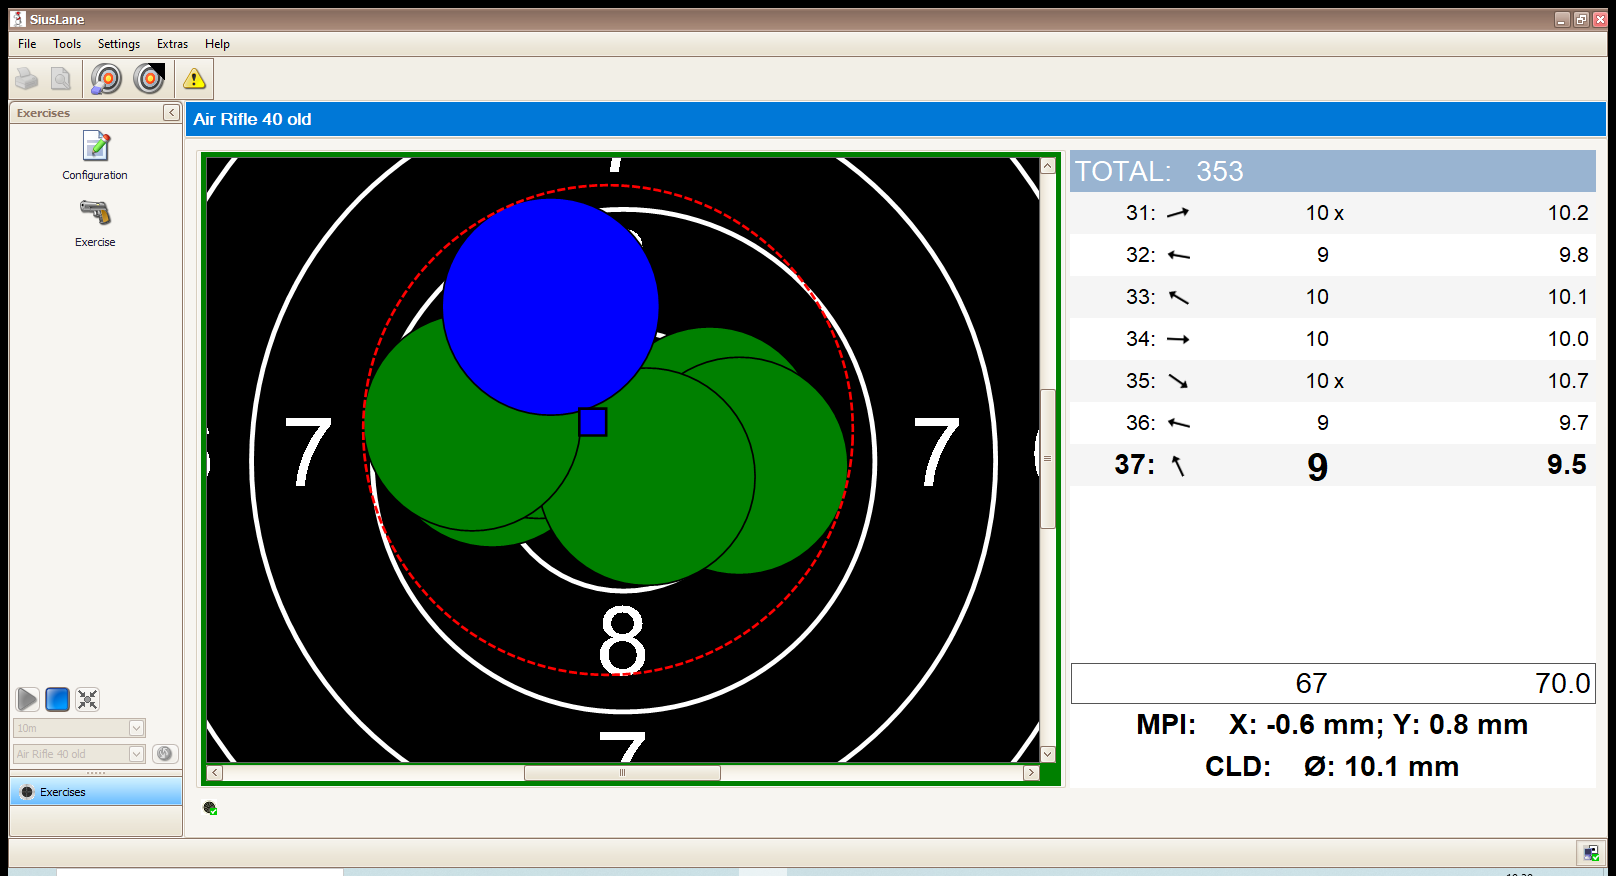 SiusLane
File Tools Settings Extras Help
Exercises
Configuration
Exercise
10m
Air Rifle 40 old
Exercises
Air Rifle 40 old
7
7
8
7
TOTAL: 353
31: 10 x 10.2
32: 9 9.8
33: 10 10.1
34: 10 10.0
35: 10 x 10.7
36: 9 9.7
37: 9 9.5
67 70.0
MPI: X: -0.6 mm; Y: 0.8 mm
CLD: Ø: 10.1 mm